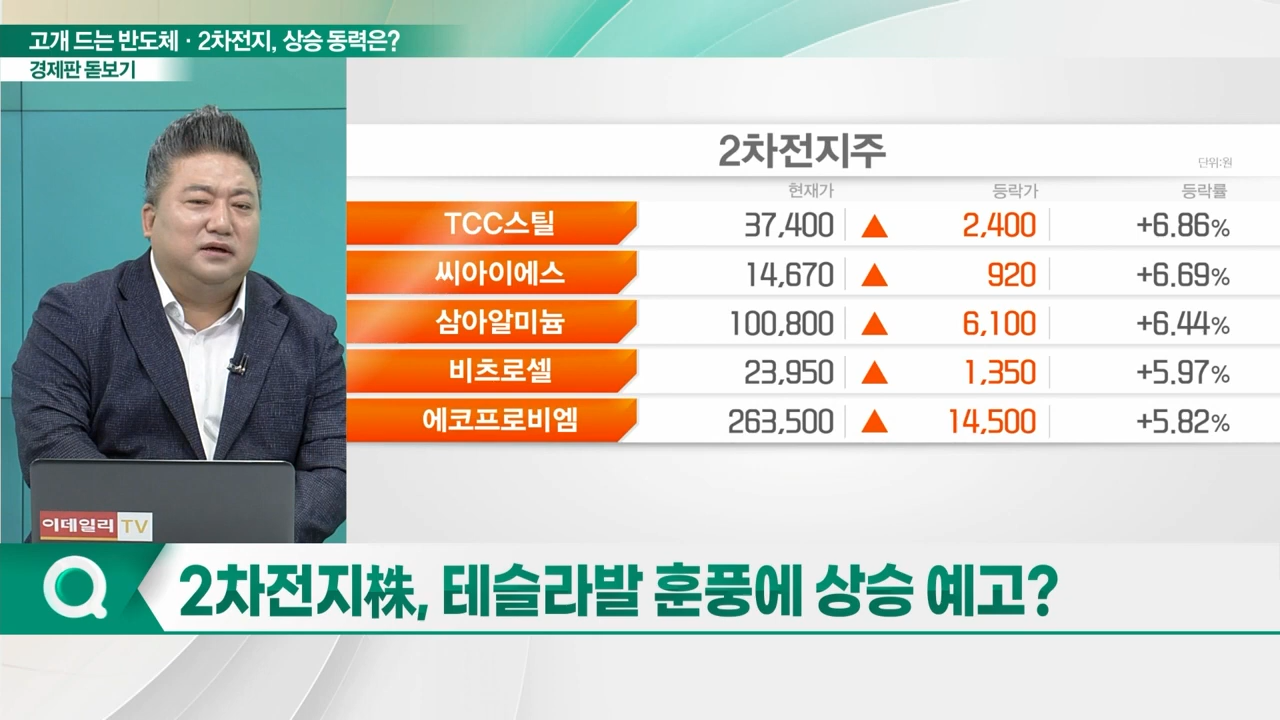 고개 드는 반도체 · 2차전지, 상승 동력은?
경제판 돋보기
2차전지주
단위:원
현재가 등락가 등락률
TCC스틸 37,400 ▲ 2,400 +6.86%
씨아이에스 14,670 ▲ 920 +6.69%
삼아알미늄 100,800 ▲ 6,100 +6.44%
비츠로셀 23,950 ▲ 1,350 +5.97%
에코프로비엠 263,500 ▲ 14,500 +5.82%
이데일리 TV
Q 2차전지株, 테슬라발 훈풍에 상승 예고?